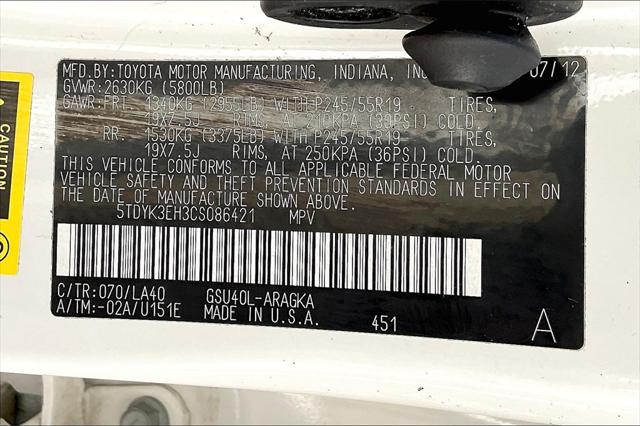 MFD.BY:TOYOTA MOTOR MANUFACTURING, INDIANA, INC 07/12
GVWR:2630KG (5800LB)
GAWR:FRT 1340KG (2955LB) WITH P245/55R19 TIRES,
19X7.5J RIMS, AT 210KPA (30PSI) COLD.
RR. 1530KG (3375LB) WITH P245/55R19 TIRES,
19X7.5J RIMS, AT 250KPA (36PSI) COLD.
THIS VEHICLE CONFORMS TO ALL APPLICABLE FEDERAL MOTOR
VEHICLE SAFETY AND THEFT PREVENTION STANDARDS IN EFFECT ON
THE DATE OF MANUFACTURE SHOWN ABOVE.
5TDYK3EH3CS086421 MPV
C/TR:070/LA40 GSU40L-ARAGKA
A/TM:-02A/U151E MADE IN U.S.A. 451 A
CAUTION